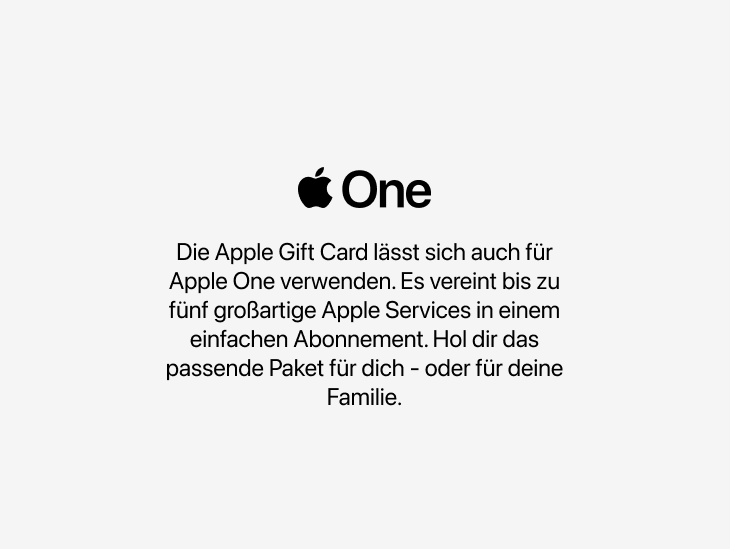 One
Die Apple Gift Card lässt sich auch für
Apple One verwenden. Es vereint bis zu
fünf großartige Apple Services in einem
einfachen Abonnement. Hol dir das
passende Paket für dich - oder für deine
Familie.